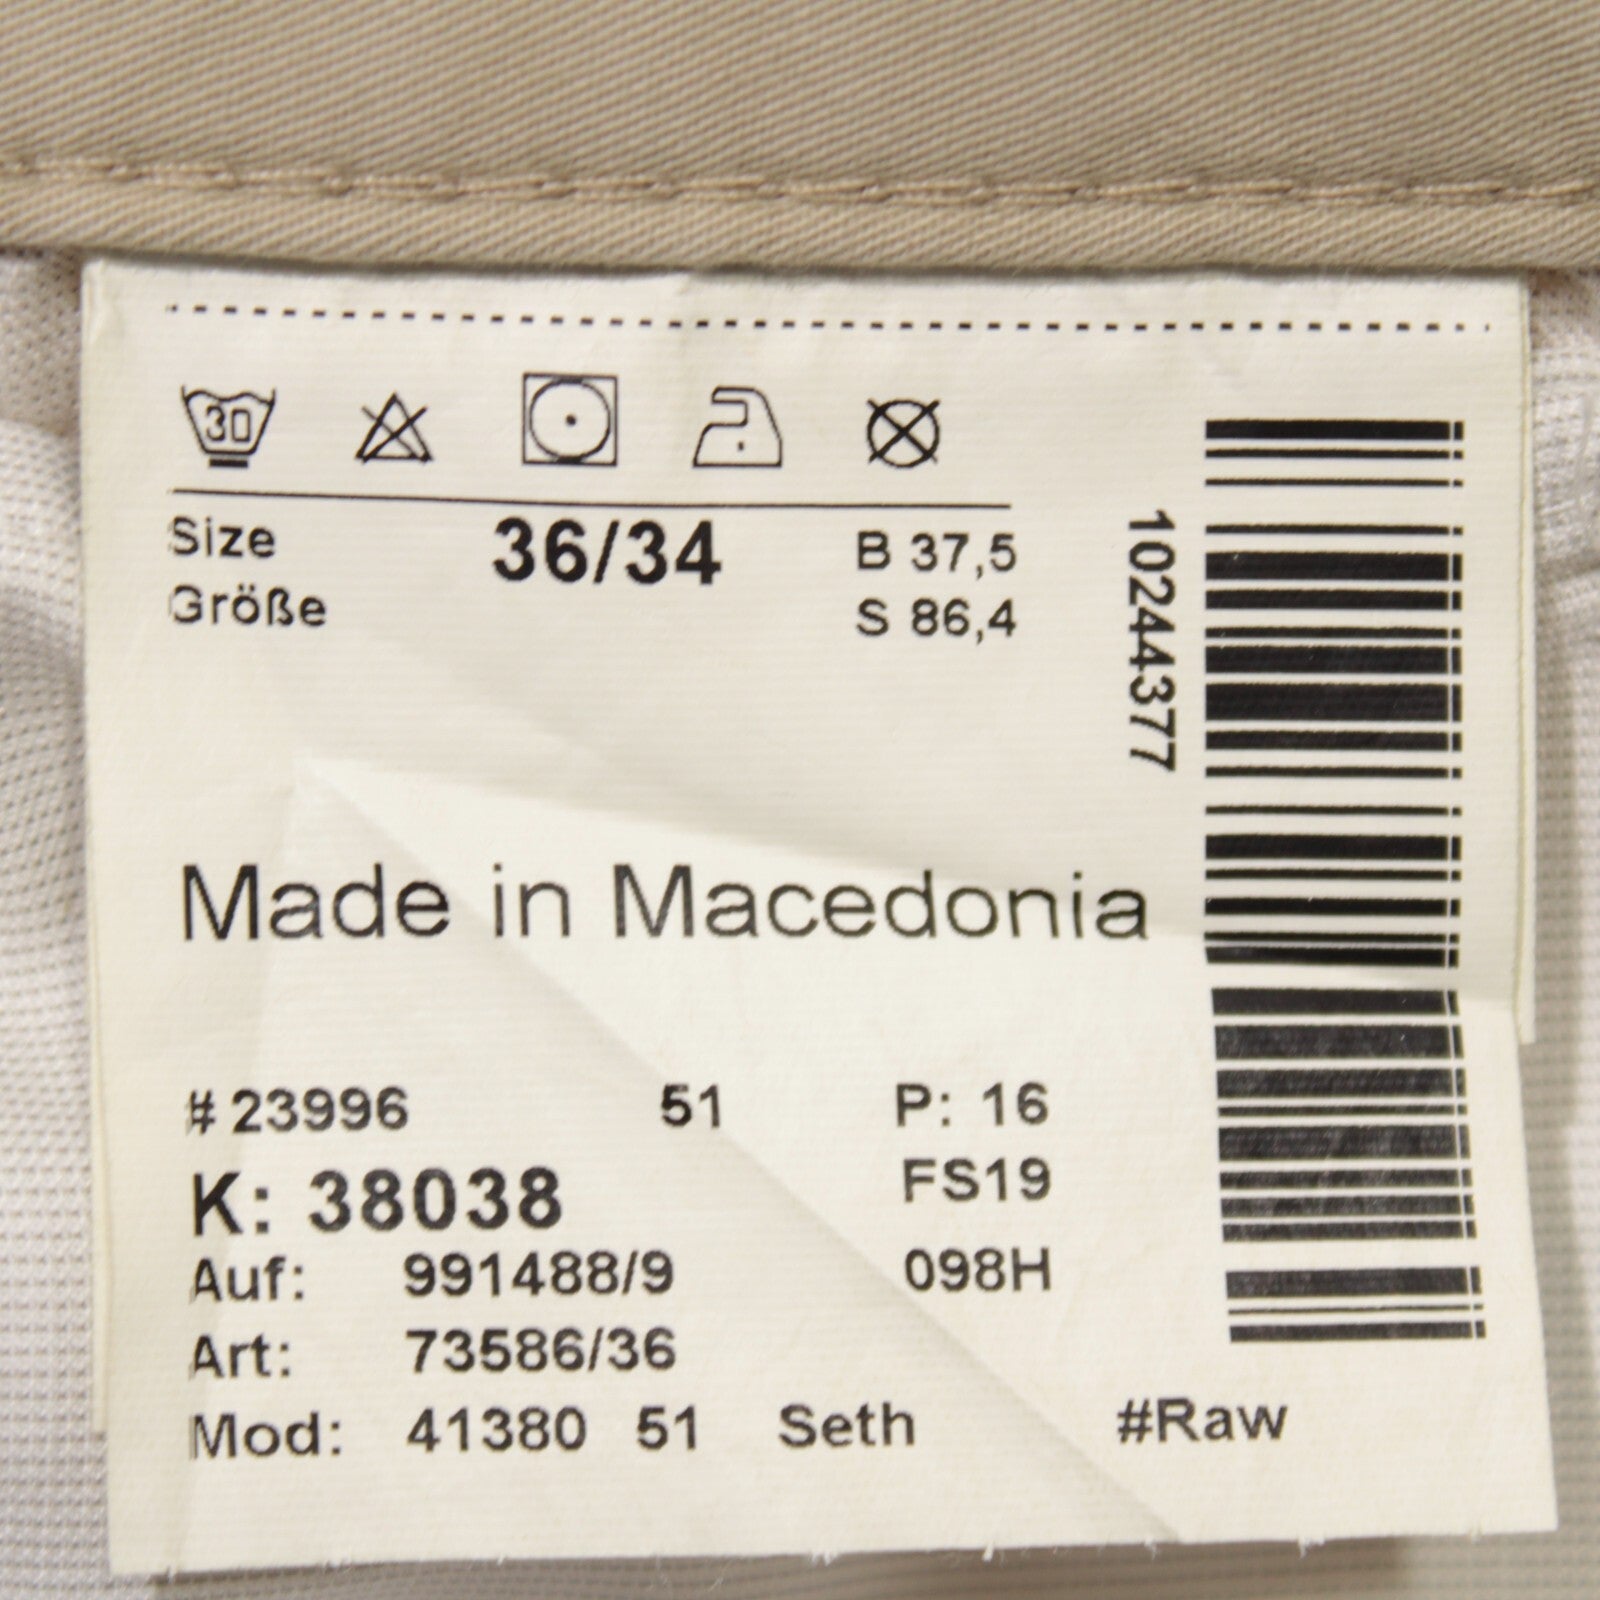 30
Size 36/34 B 37,5
Größe S 86,4
10244377
Made in Macedonia
# 23996 51 P: 16
K: 38038 FS19
Auf: 991488/9 098H
Art: 73586/36
Mod: 41380 51 Seth #Raw